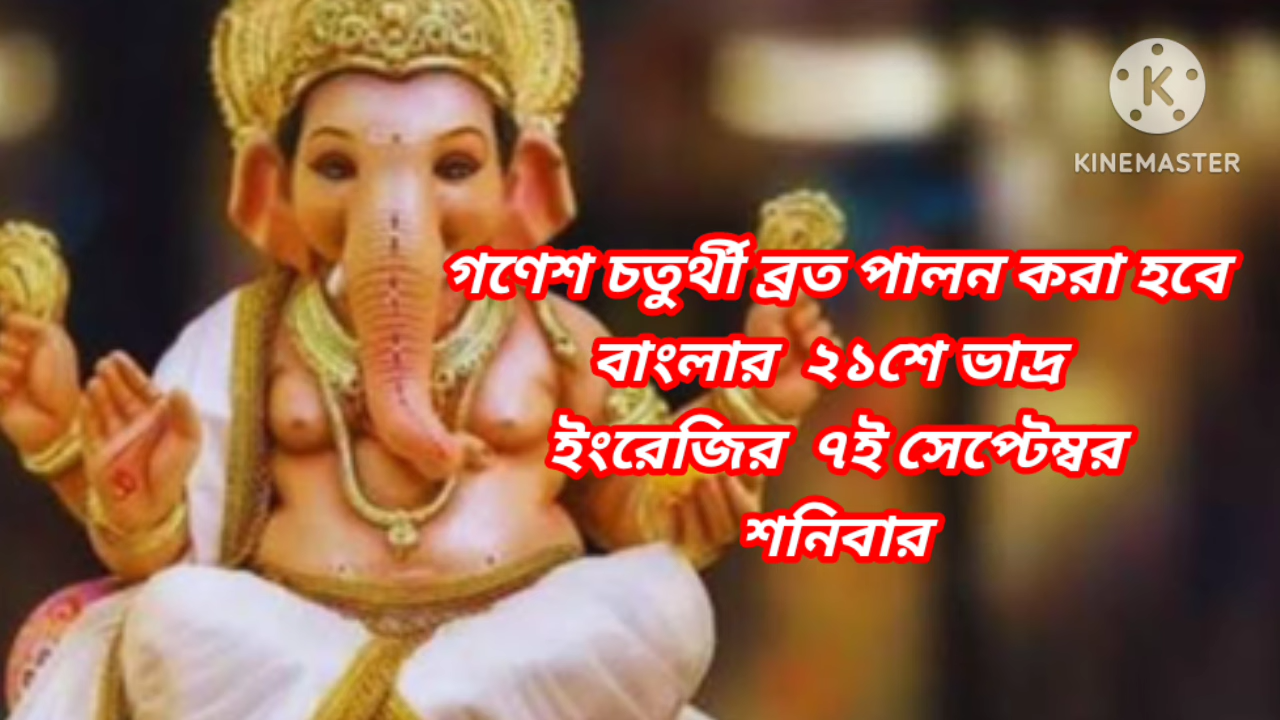 KINEMASTER
গণেশ চতুর্থী ব্রত পালন করা হবে
বাংলার ২১শে ভাদ্র
ইংরেজির ৭ই সেপ্টেম্বর
শনিবার